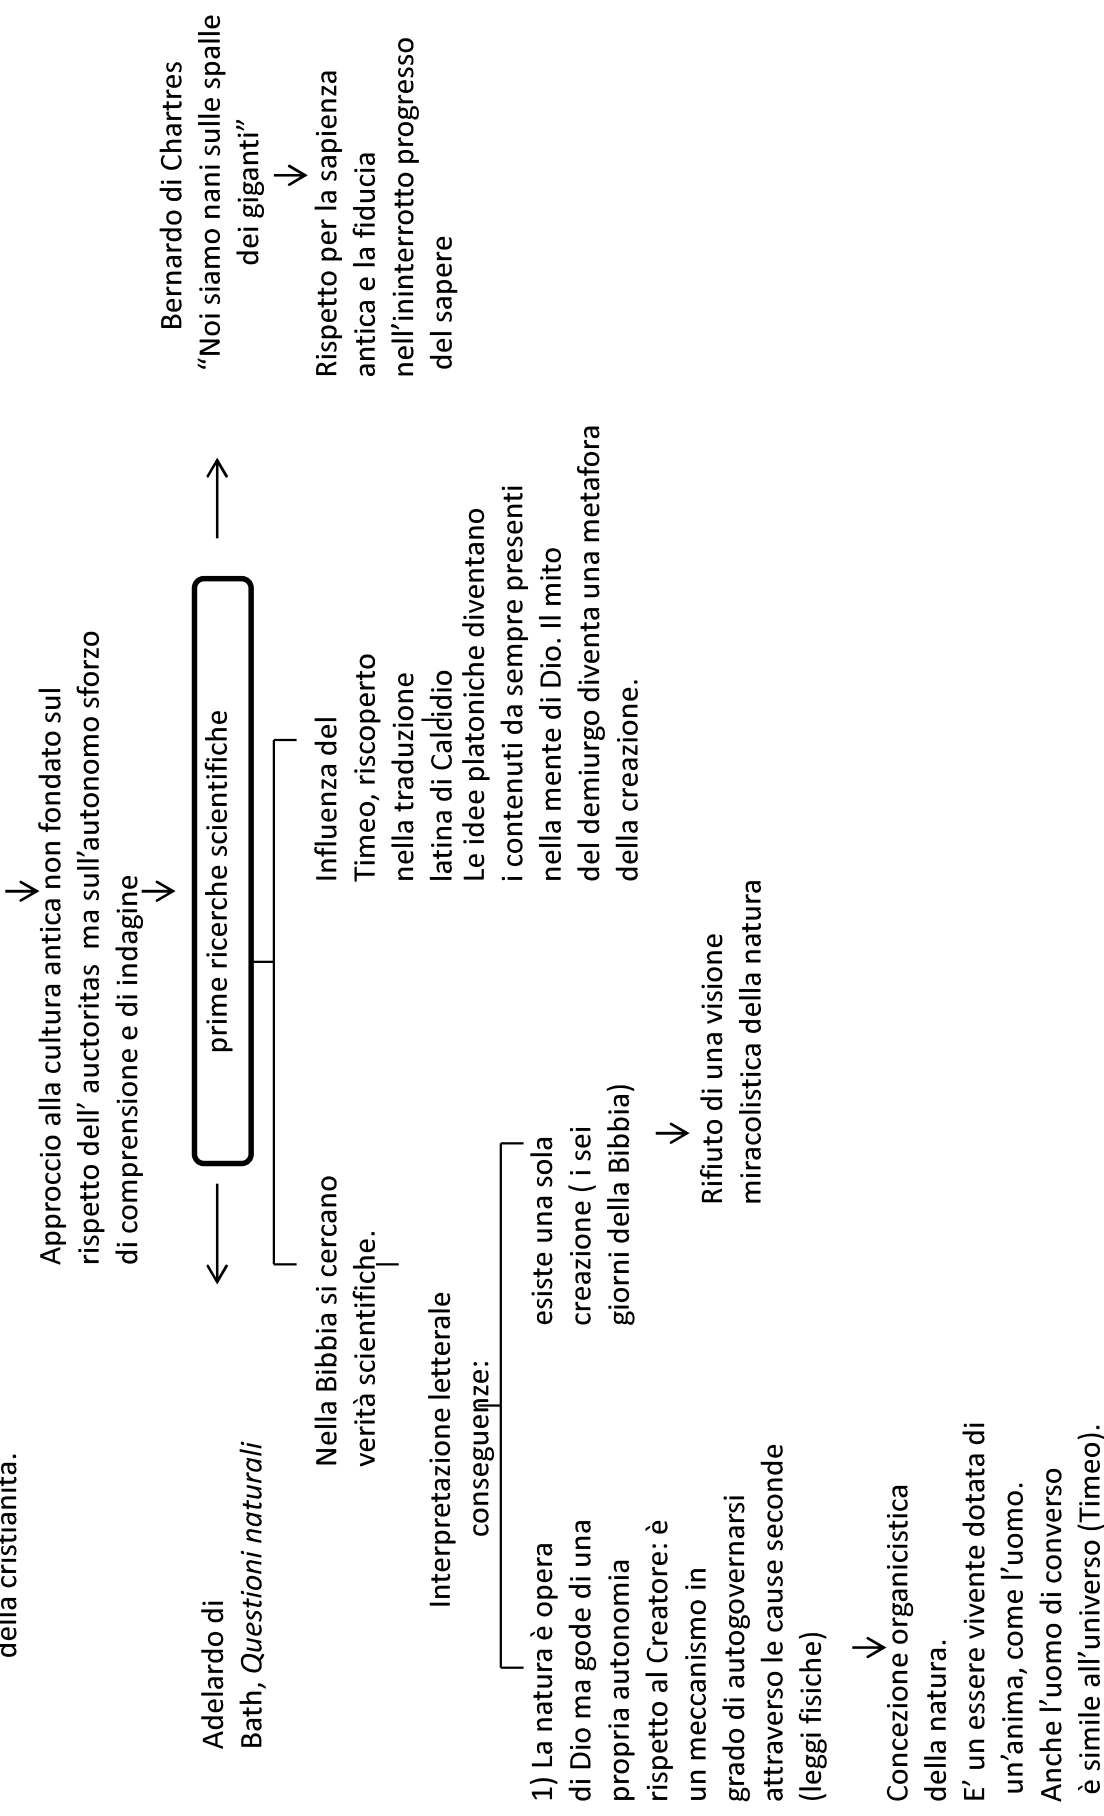 della cristianità.
Approccio alla cultura antica non fondato sul
rispetto dell’ auctoritas ma sull’autonomo sforzo
di comprensione e di indagine
prime ricerche scientifiche
Adelardo di
Bath, Questioni naturali
Bernardo di Chartres
“Noi siamo nani sulle spalle
dei giganti”
Rispetto per la sapienza
antica e la fiducia
nell’ininterrotto progresso
del sapere
Nella Bibbia si cercano
verità scientifiche.
Influenza del
Timeo, riscoperto
nella traduzione
latina di Caldidio
Le idee platoniche diventano
i contenuti da sempre presenti
nella mente di Dio. Il mito
del demiurgo diventa una metafora
della creazione.
Interpretazione letterale
conseguenze:
1) La natura è opera
di Dio ma gode di una
propria autonomia
rispetto al Creatore: è
un meccanismo in
grado di autogovernarsi
attraverso le cause seconde
(leggi fisiche)
esiste una sola
creazione ( i sei
giorni della Bibbia)
Rifiuto di una visione
miracolistica della natura
Concezione organicistica
della natura.
E’ un essere vivente dotata di
un’anima, come l’uomo.
Anche l’uomo di converso
è simile all’universo (Timeo).